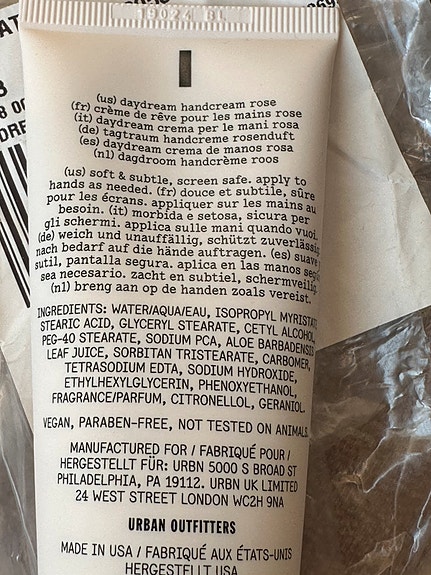 19024 BL
(us) daydream handcream rose
(fr) crème de rêve pour les mains rose
(it) daydream crema per le mani rosa
(de) tagtraum handcreme rosenduft
(es) daydream crema de manos rosa
(nl) dagdroom handcrème roos
(us) soft & subtle, screen safe. apply to
hands as needed. (fr) douce et subtile, sûre
pour les écrans. appliquer sur les mains au
besoin. (it) morbida e setosa, sicura per
gli schermi. applica sulle mani quando vuoi.
(de) weich und unauffällig, schützt zuverlässig
nach bedarf auf die hände auftragen. (es) suave
sutil, pantalla segura. aplica en las manos seg
sea necesario. zacht en subtiel, schermveilig
(nl) breng aan op de handen zoals vereist.
INGREDIENTS: WATER/AQUA/EAU, ISOPROPYL MYRISTATE
STEARIC ACID, GLYCERYL STEARATE, CETYL ALCOHOL,
PEG-40 STEARATE, SODIUM PCA, ALOE BARBADENSIS
LEAF JUICE, SORBITAN TRISTEARATE, CARBOMER,
TETRASODIUM EDTA, SODIUM HYDROXIDE,
ETHYLHEXYLGLYCERIN, PHENOXYETHANOL,
FRAGRANCE/PARFUM, CITRONELLOL, GERANIOL.
VEGAN, PARABEN-FREE, NOT TESTED ON ANIMALS.
MANUFACTURED FOR / FABRIQUÉ POUR /
HERGESTELLT FÜR: URBN 5000 S BROAD ST
PHILADELPHIA, PA 19112. URBN UK LIMITED
24 WEST STREET LONDON WC2H 9NA
URBAN OUTFITTERS
MADE IN USA / FABRIQUÉ AUX ÉTATS-UNIS
HERGESTELLT USA